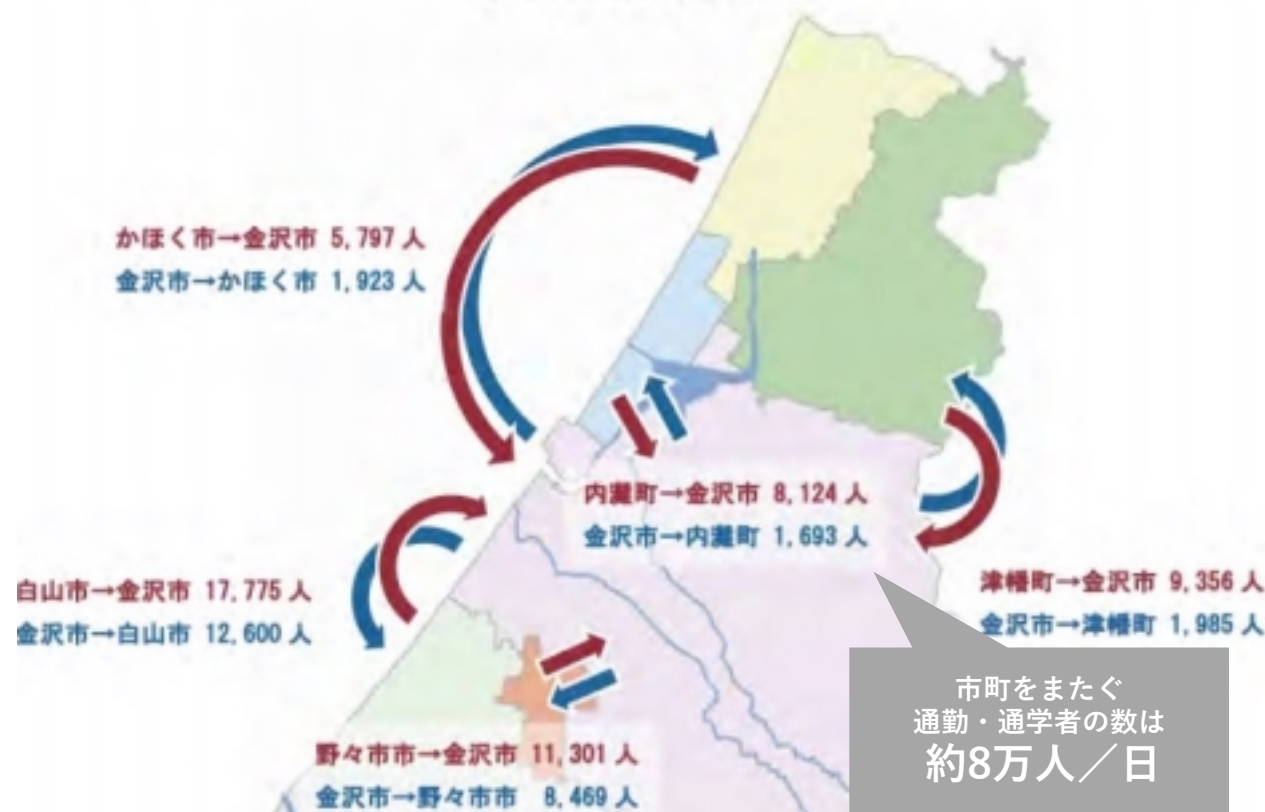 かほく市→金沢市 5,797 人
金沢市→かほく市 1,923 人
内灘町→金沢市 8,124 人
金沢市→内灘町 1,693 人
白山市→金沢市 17,775 人
金沢市→白山市 12,600 人
津幡町→金沢市 9,356 人
金沢市→津幡町 1,985 人
市町をまたぐ
通勤・通学者の数は
約8万人／日
野々市市→金沢市 11,301 人
金沢市→野々市市 8,469 人